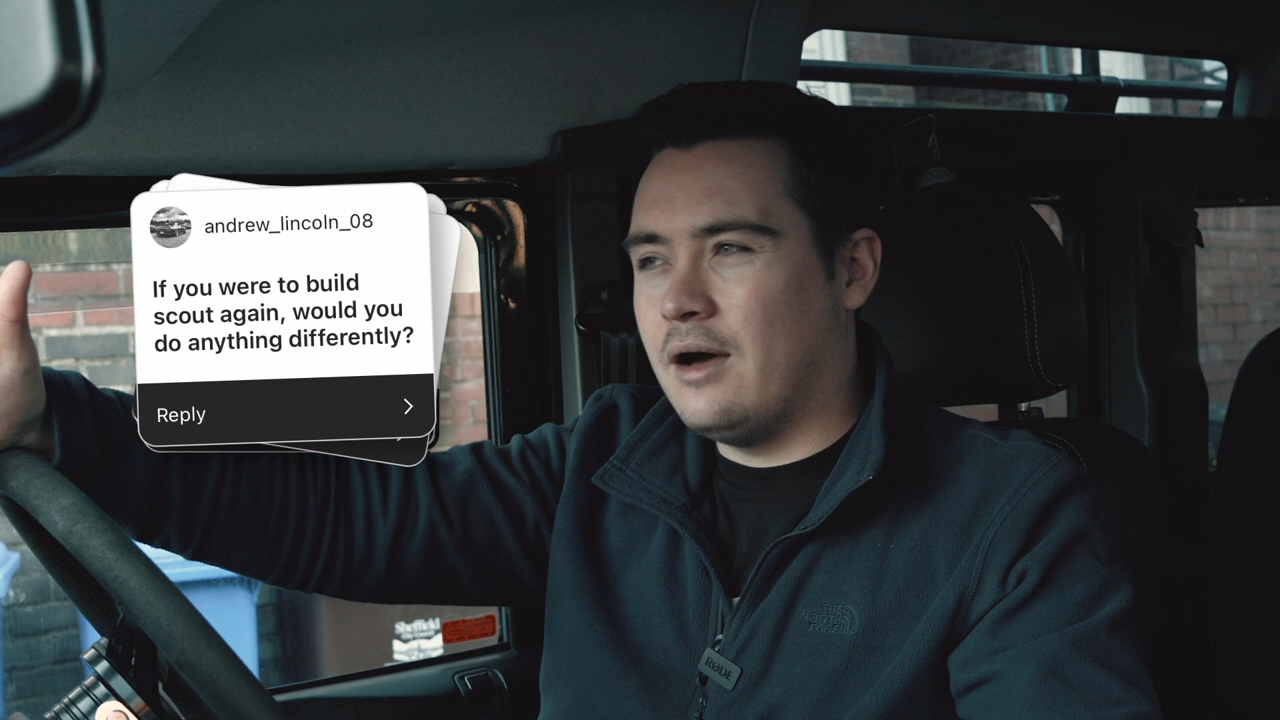 andrew_lincoln_08
If you were to build
scout again, would you
do anything differently?
Reply
Sheffield
THE
NORTH
FACE
RØDE